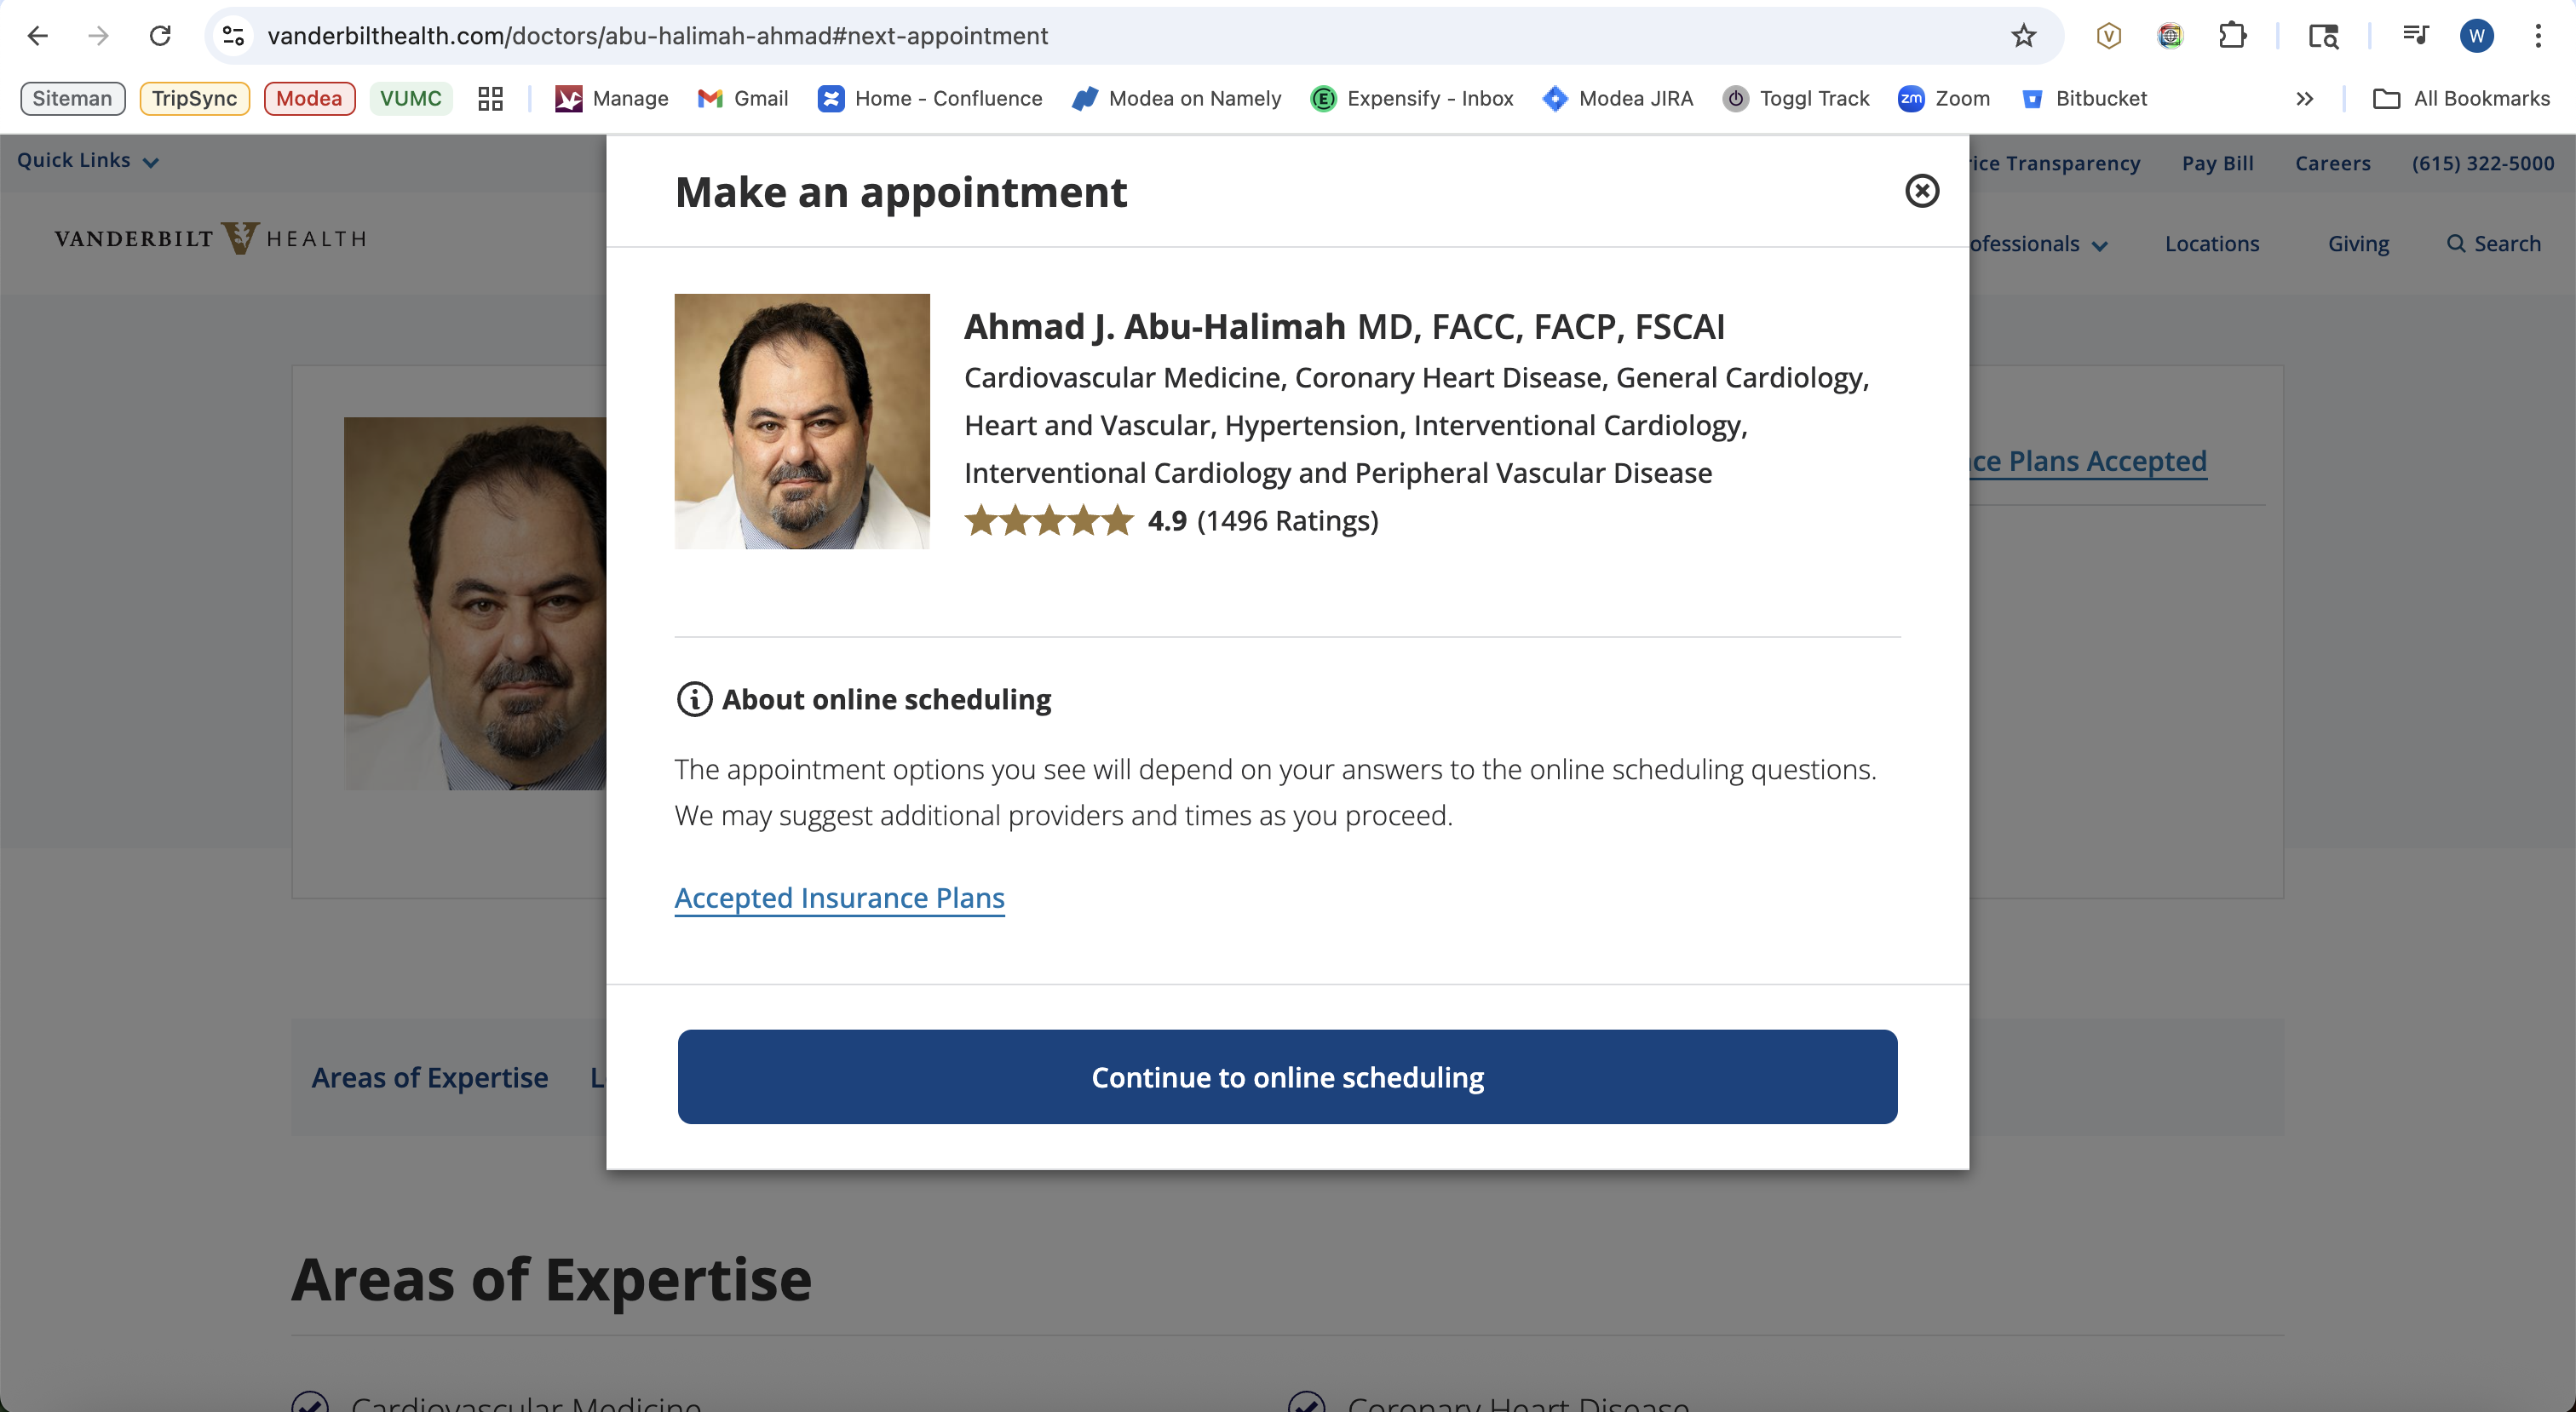 vanderbilthealth.com/doctors/abu-halimah-ahmad#next-appointment
W
Siteman TripSync Modea VUMC Manage Gmail Home - Confluence Modea on Namely Expensify - Inbox Modea JIRA Toggl Track zm Zoom Bitbucket All Bookmarks
Quick Links
Transparency Pay Bill Careers (615) 322-5000
VANDERBILT V HEALTH
Locations Giving Search
Make an appointment
Ahmad J. Abu-Halimah MD, FACC, FACP, FSCAI
Cardiovascular Medicine, Coronary Heart Disease, General Cardiology,
Heart and Vascular, Hypertension, Interventional Cardiology,
Interventional Cardiology and Peripheral Vascular Disease
4.9 (1496 Ratings)
Plans Accepted
About online scheduling
The appointment options you see will depend on your answers to the online scheduling questions.
We may suggest additional providers and times as you proceed.
Accepted Insurance Plans
Continue to online scheduling
Areas of Expertise
Areas of Expertise
Cardiovascular Medicine
Coronary Heart Disease